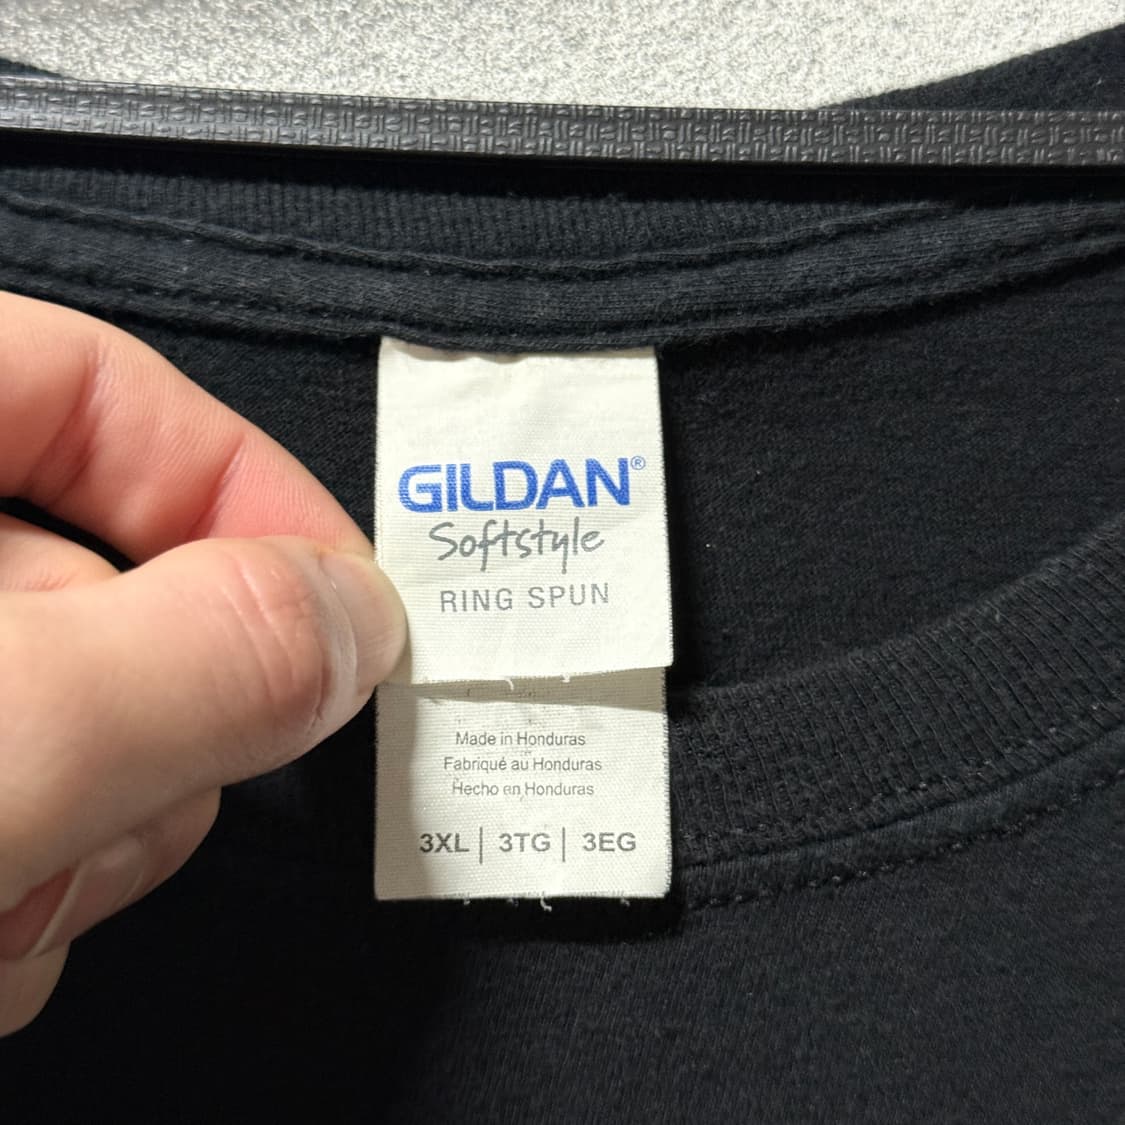 GILDAN®
Softstyle
RING SPUN
Made in Honduras
Fabriqué au Honduras
Hecho en Honduras
3XL | 3TG | 3EG